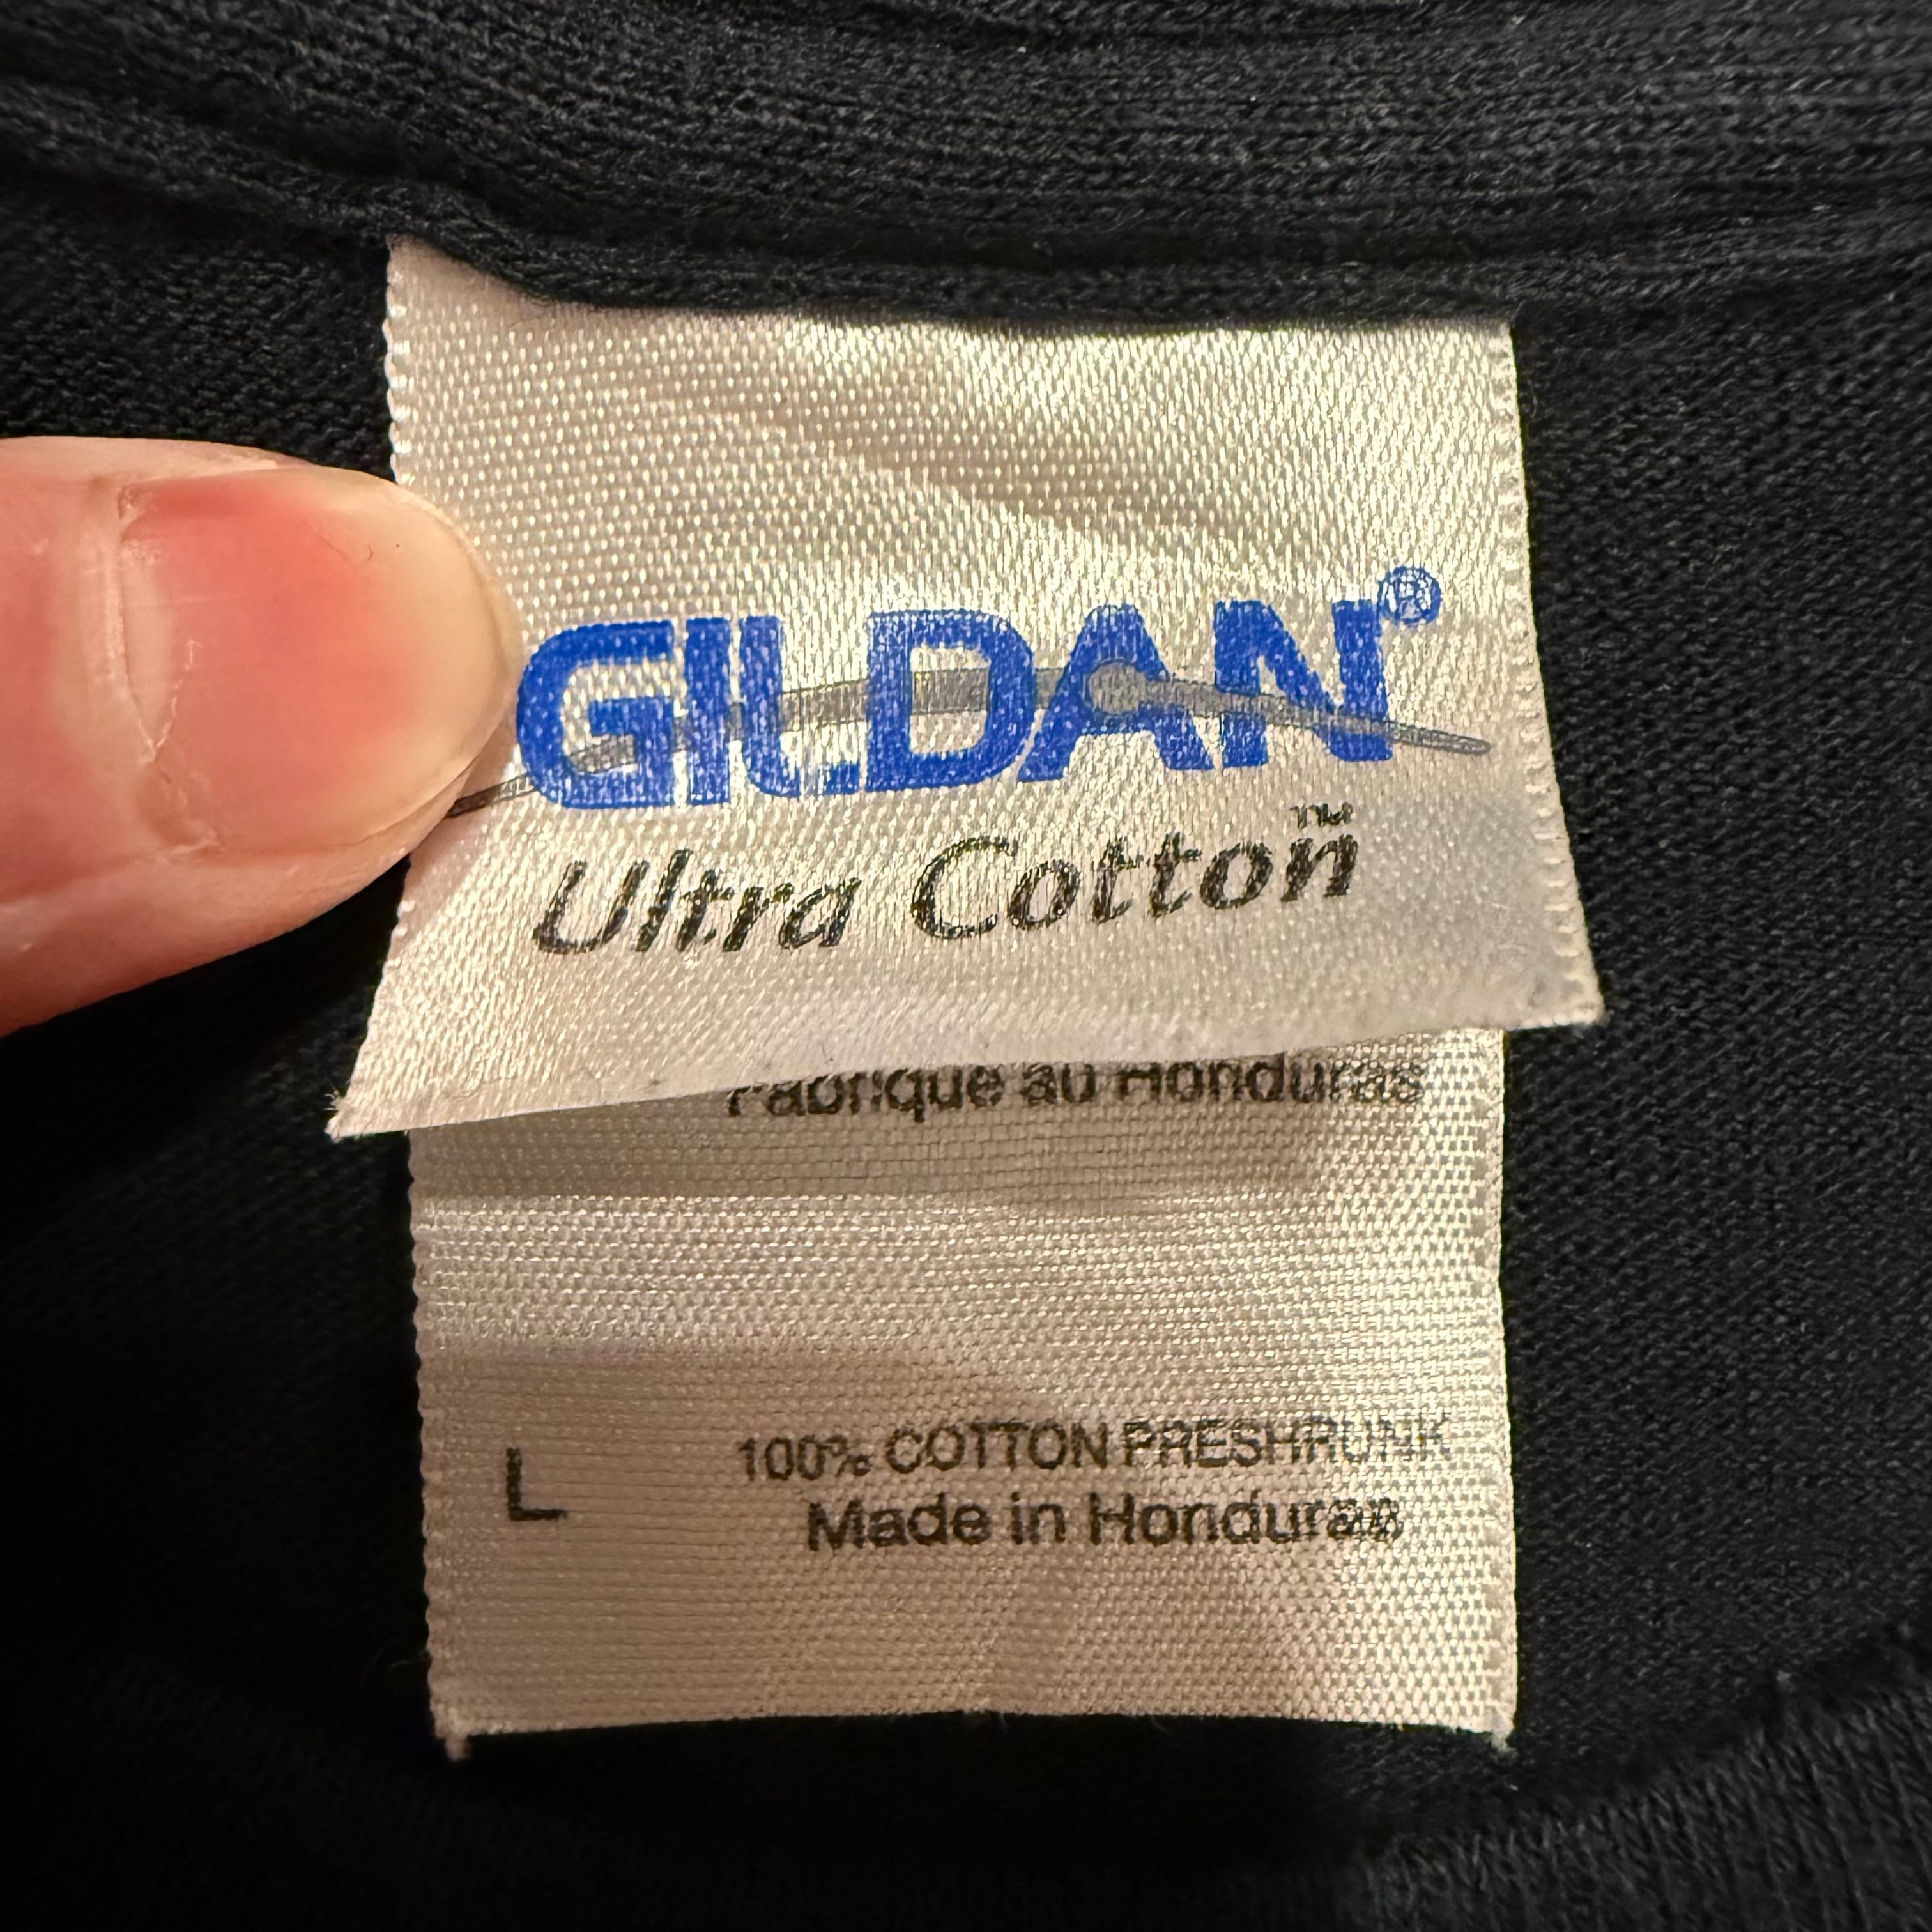 GILDAN®
Ultra Cotton™
Fabriqué au Honduras
L
100% COTTON PRESHRUNK
Made in Honduras